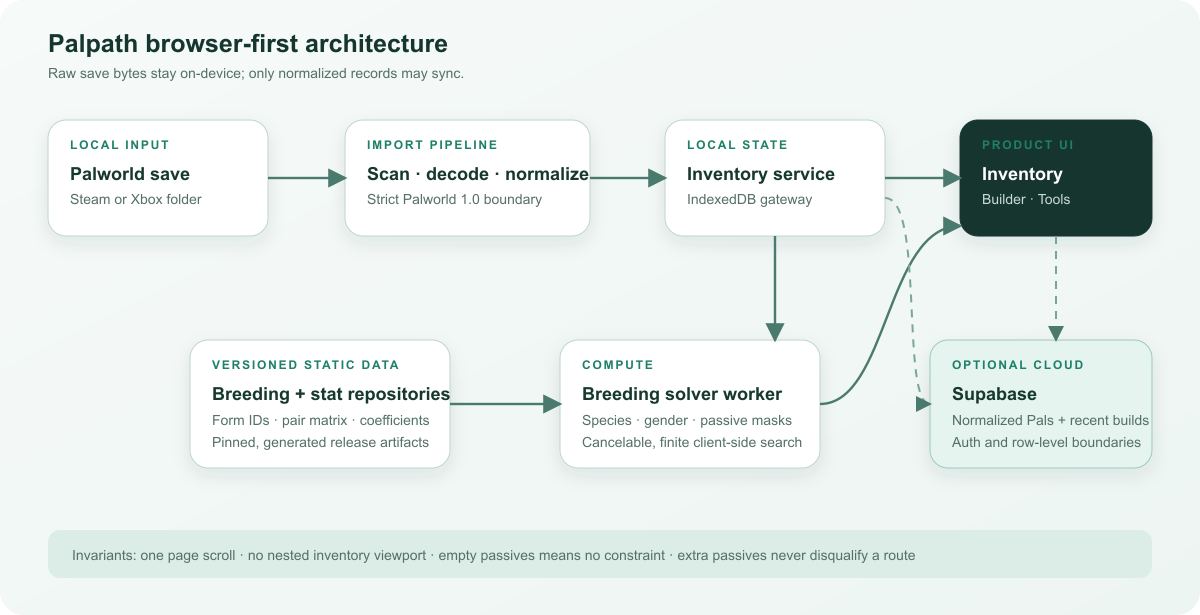 Palpath browser-first architecture
Raw save bytes stay on-device; only normalized records may sync.
LOCAL INPUT
Palworld save
Steam or Xbox folder
IMPORT PIPELINE
Scan · decode · normalize
Strict Palworld 1.0 boundary
LOCAL STATE
Inventory service
IndexedDB gateway
PRODUCT UI
Inventory
Builder · Tools
VERSIONED STATIC DATA
Breeding + stat repositories
Form IDs · pair matrix · coefficients
Pinned, generated release artifacts
COMPUTE
Breeding solver worker
Species · gender · passive masks
Cancelable, finite client-side search
OPTIONAL CLOUD
Supabase
Normalized Pals + recent builds
Auth and row-level boundaries
Invariants: one page scroll · no nested inventory viewport · empty passives means no constraint · extra passives never disqualify a route